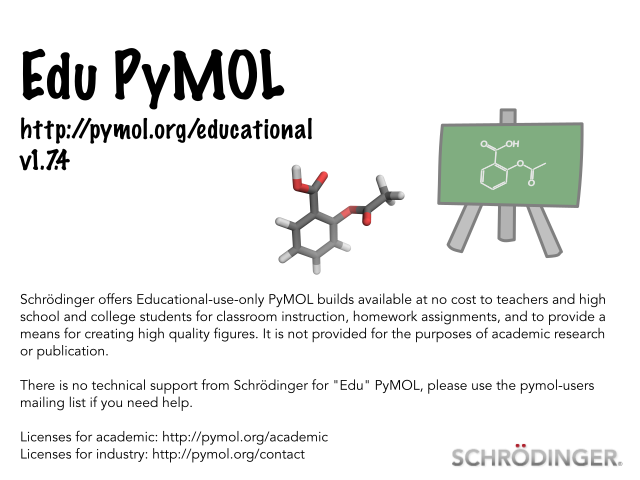 Edu PyMOL
http://pymol.org/educational
v1.74
O
OH
O
O
Schrödinger offers Educational-use-only PyMOL builds available at no cost to teachers and high
school and college students for classroom instruction, homework assignments, and to provide a
means for creating high quality figures. It is not provided for the purposes of academic research
or publication.
There is no technical support from Schrödinger for "Edu" PyMOL, please use the pymol-users
mailing list if you need help.
Licenses for academic: http://pymol.org/academic
Licenses for industry: http://pymol.org/contact
SCHRÖDINGER®